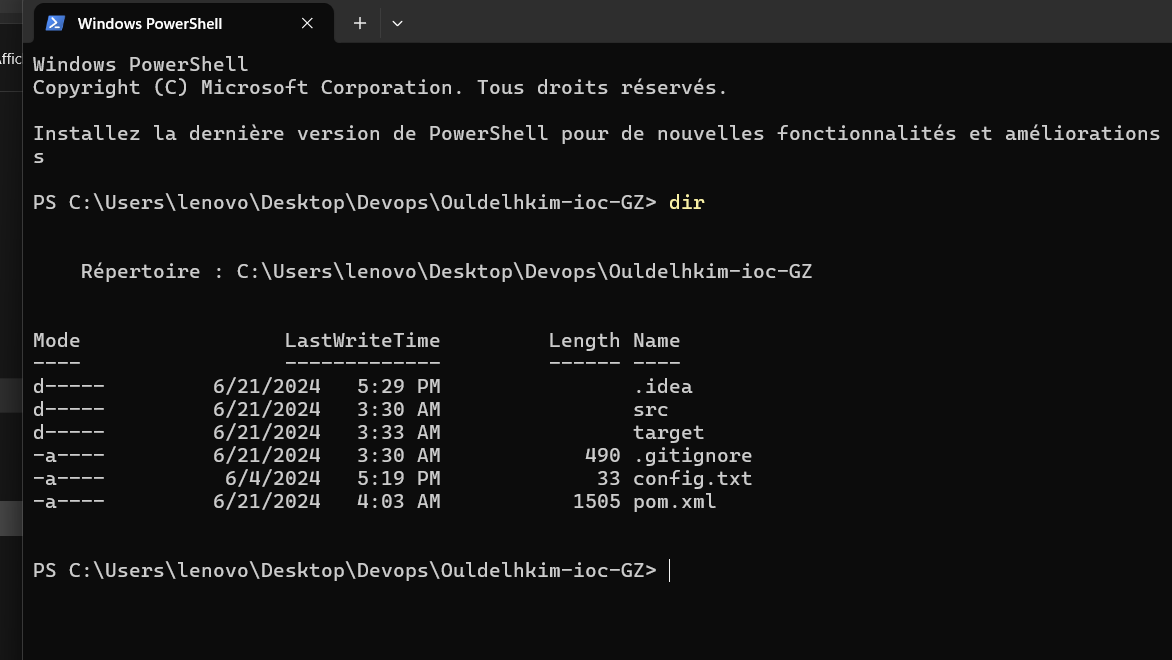 Windows PowerShell
Windows PowerShell
Copyright (C) Microsoft Corporation. Tous droits réservés.
Installez la dernière version de PowerShell pour de nouvelles fonctionnalités et améliorations
s
PS C:\Users\lenovo\Desktop\Devops\Ouldelhkim-ioc-GZ> dir
Répertoire : C:\Users\lenovo\Desktop\Devops\Ouldelhkim-ioc-GZ
Mode LastWriteTime Length Name
---- ------------- ------ ----
d----- 6/21/2024 5:29 PM .idea
d----- 6/21/2024 3:30 AM src
d----- 6/21/2024 3:33 AM target
-a---- 6/21/2024 3:30 AM 490 .gitignore
-a---- 6/4/2024 5:19 PM 33 config.txt
-a---- 6/21/2024 4:03 AM 1505 pom.xml
PS C:\Users\lenovo\Desktop\Devops\Ouldelhkim-ioc-GZ>